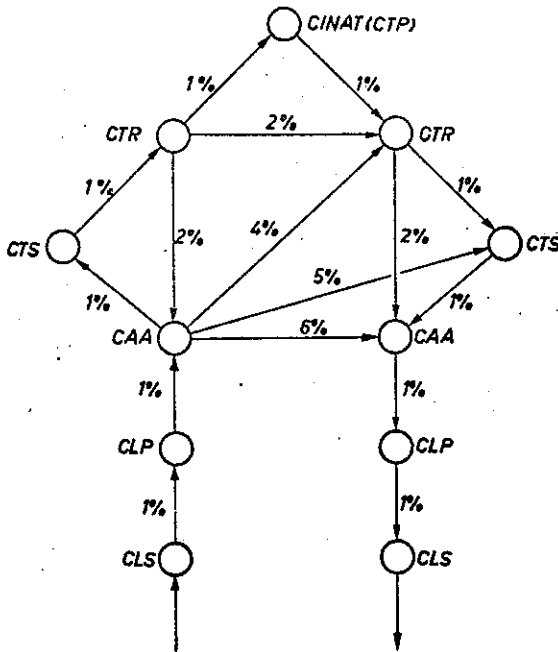 CINAT (CTP)
1% 1%
CTR 2% CTR
1% 1%
2% 4% 2%
CTS CTS
1% 5% 1%
6%
CAA CAA
1% 1%
CLP CLP
1% 1%
CLS CLS